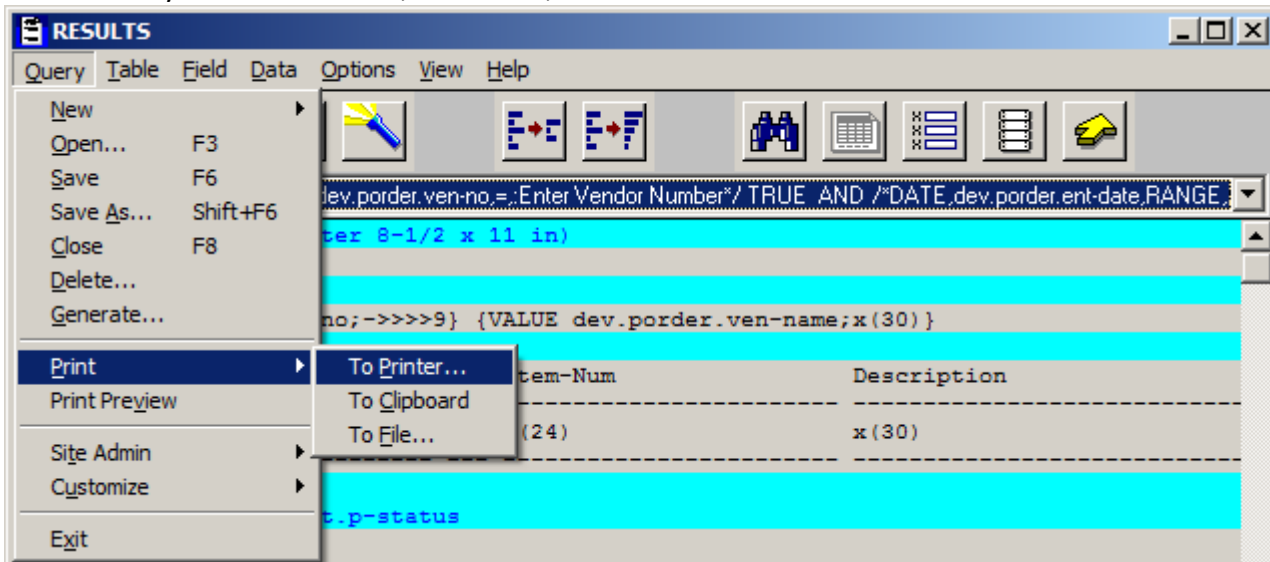 RESULTS
Query Table Field Data Options View Help
New
Open... F3
Save F6
Save As... Shift+F6
Close F8
Delete...
Generate...
Print
Print Preview
Site Admin
Customize
Exit
To Printer...
To Clipboard
To File...
dev.porder.ven-no,=,:Enter Vendor Number*/ TRUE AND /*DATE,dev.porder.ent-date,RANGE,
ter 8-1/2 x 11 in)
no;->>>>9} {VALUE dev.porder.ven-name;x(30)}
tem-Num Description
(24) x(30)
t.p-status